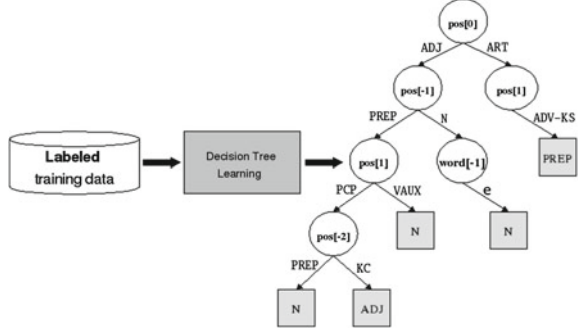 pos[0]
ADJ ART
pos[-1] pos[1]
PREP N ADV-KS
Labeled
training data
Decision Tree
Learning
pos[1] word[-1] PREP
PCP VAUX e
pos[-2] N N
PREP KC
N ADJ